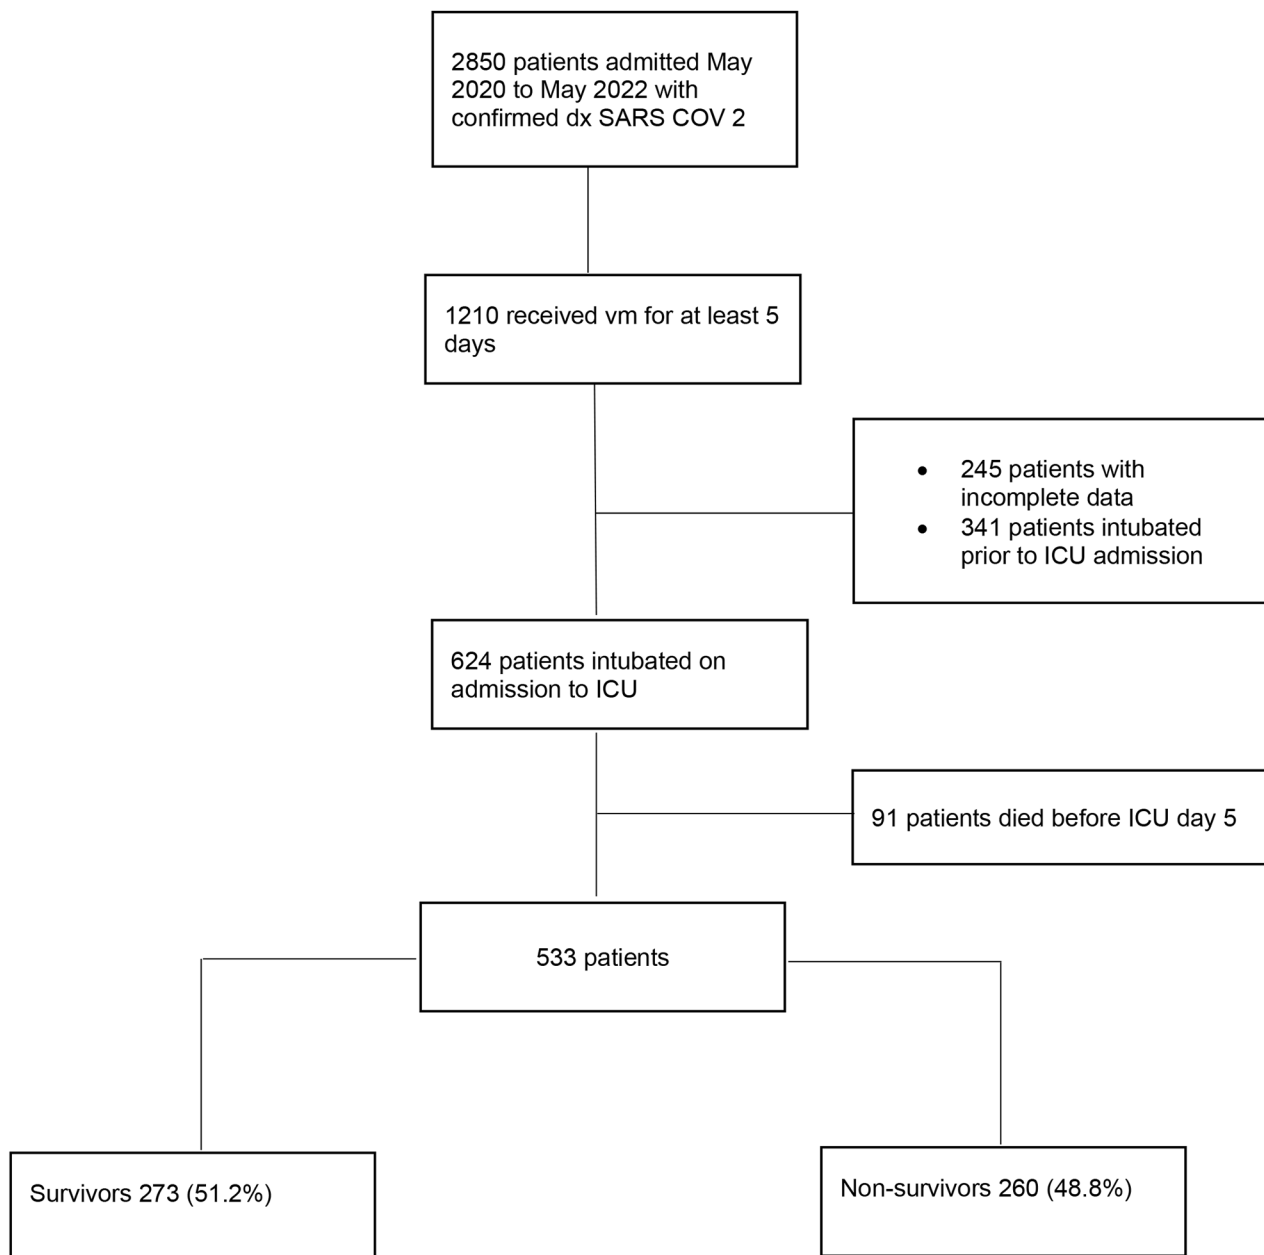 2850 patients admitted May
2020 to May 2022 with
confirmed dx SARS COV 2
1210 received vm for at least 5
days
• 245 patients with
incomplete data
• 341 patients intubated
prior to ICU admission
624 patients intubated on
admission to ICU
91 patients died before ICU day 5
533 patients
Survivors 273 (51.2%)
Non-survivors 260 (48.8%)